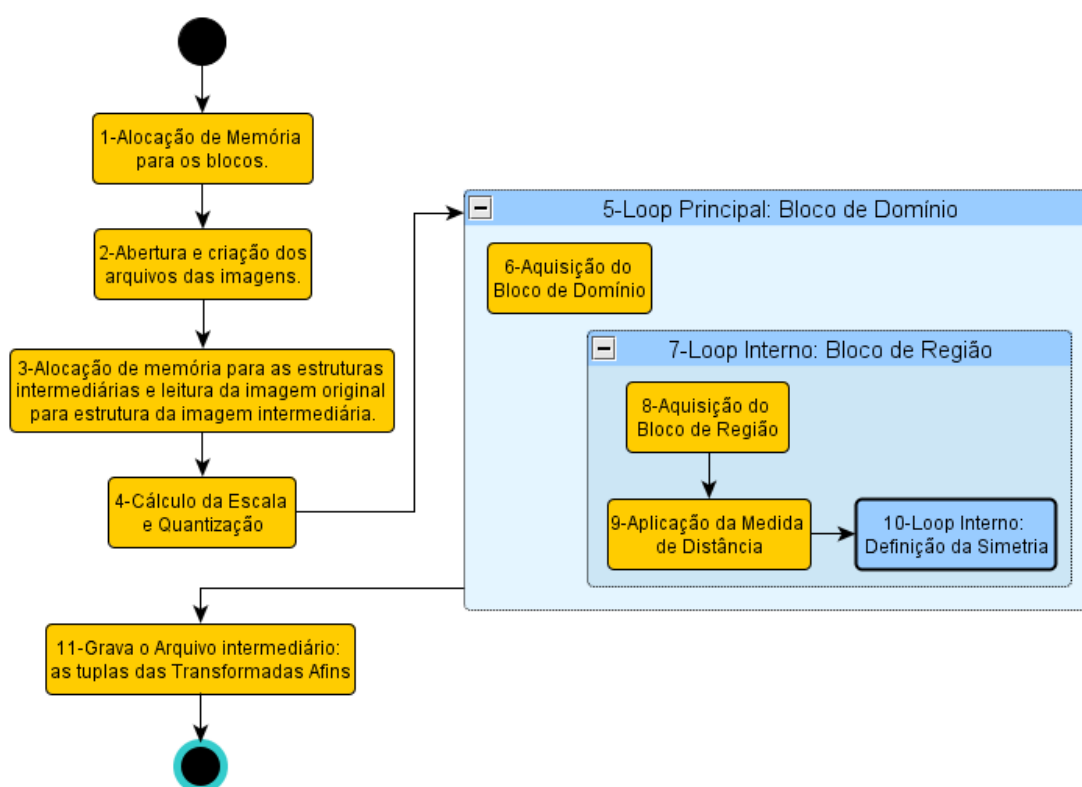 1-Alocação de Memória
para os blocos.
2-Abertura e criação dos
arquivos das imagens.
3-Alocação de memória para as estruturas
intermediárias e leitura da imagem original
para estrutura da imagem intermediária.
4-Cálculo da Escala
e Quantização
5-Loop Principal: Bloco de Domínio
6-Aquisição do
Bloco de Domínio
7-Loop Interno: Bloco de Região
8-Aquisição do
Bloco de Região
9-Aplicação da Medida
de Distância
10-Loop Interno:
Definição da Simetria
11-Grava o Arquivo intermediário:
as tuplas das Transformadas Afins